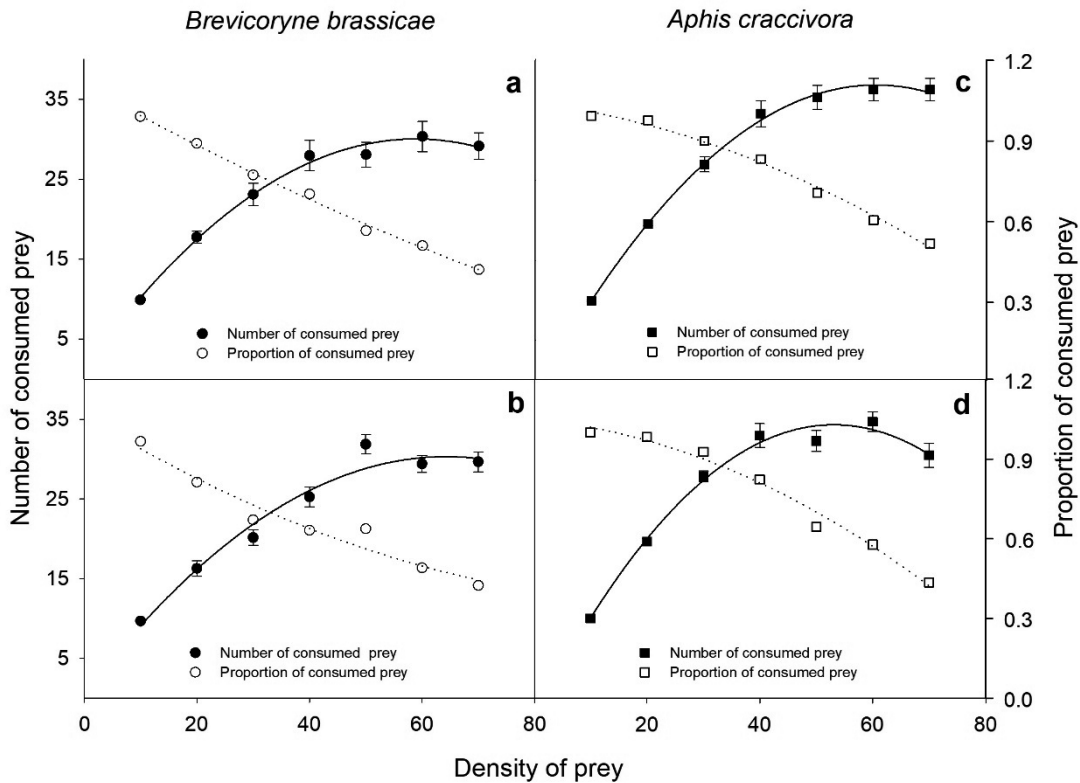 Brevicoryne brassicae
Aphis craccivora
Number of consumed prey
Proportion of consumed prey
a
35
25
15
5
Number of consumed prey
Proportion of consumed prey
c
1.2
0.9
0.6
0.3
Number of consumed prey
Proportion of consumed prey
b
35
25
15
5
Number of consumed prey
Proportion of consumed prey
0 20 40 60 80
d
1.2
0.9
0.6
0.3
0.0
Number of consumed prey
Proportion of consumed prey
20 40 60 80
Density of prey